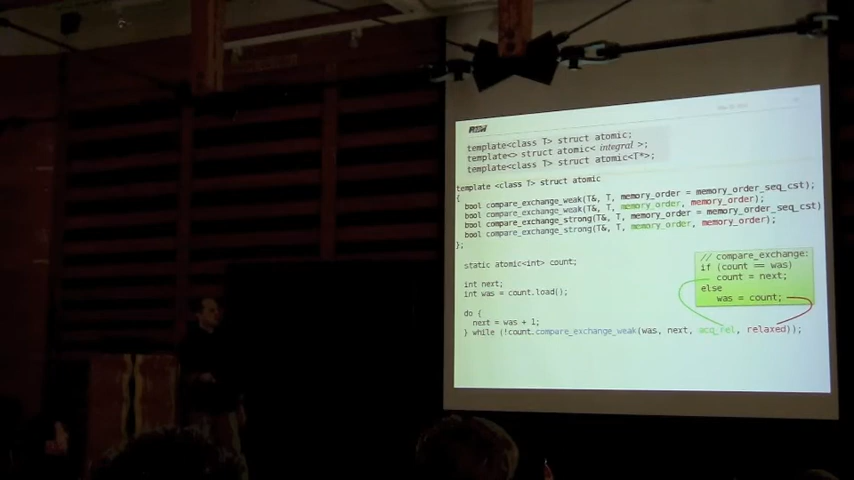 template<class T> struct atomic;
template<> struct atomic< integral >;
template<class T> struct atomic<T*>;
template <class T> struct atomic
{
bool compare_exchange_weak(T&, T, memory_order = memory_order_seq_cst);
bool compare_exchange_weak(T&, T, memory_order, memory_order);
bool compare_exchange_strong(T&, T, memory_order = memory_order_seq_cst)
bool compare_exchange_strong(T&, T, memory_order, memory_order);
};
static atomic<int> count;
int next;
int was = count.load();
do {
next = was + 1;
} while (!count.compare_exchange_weak(was, next, acq_rel, relaxed));
// compare_exchange:
if (count == was)
count = next;
else
was = count;